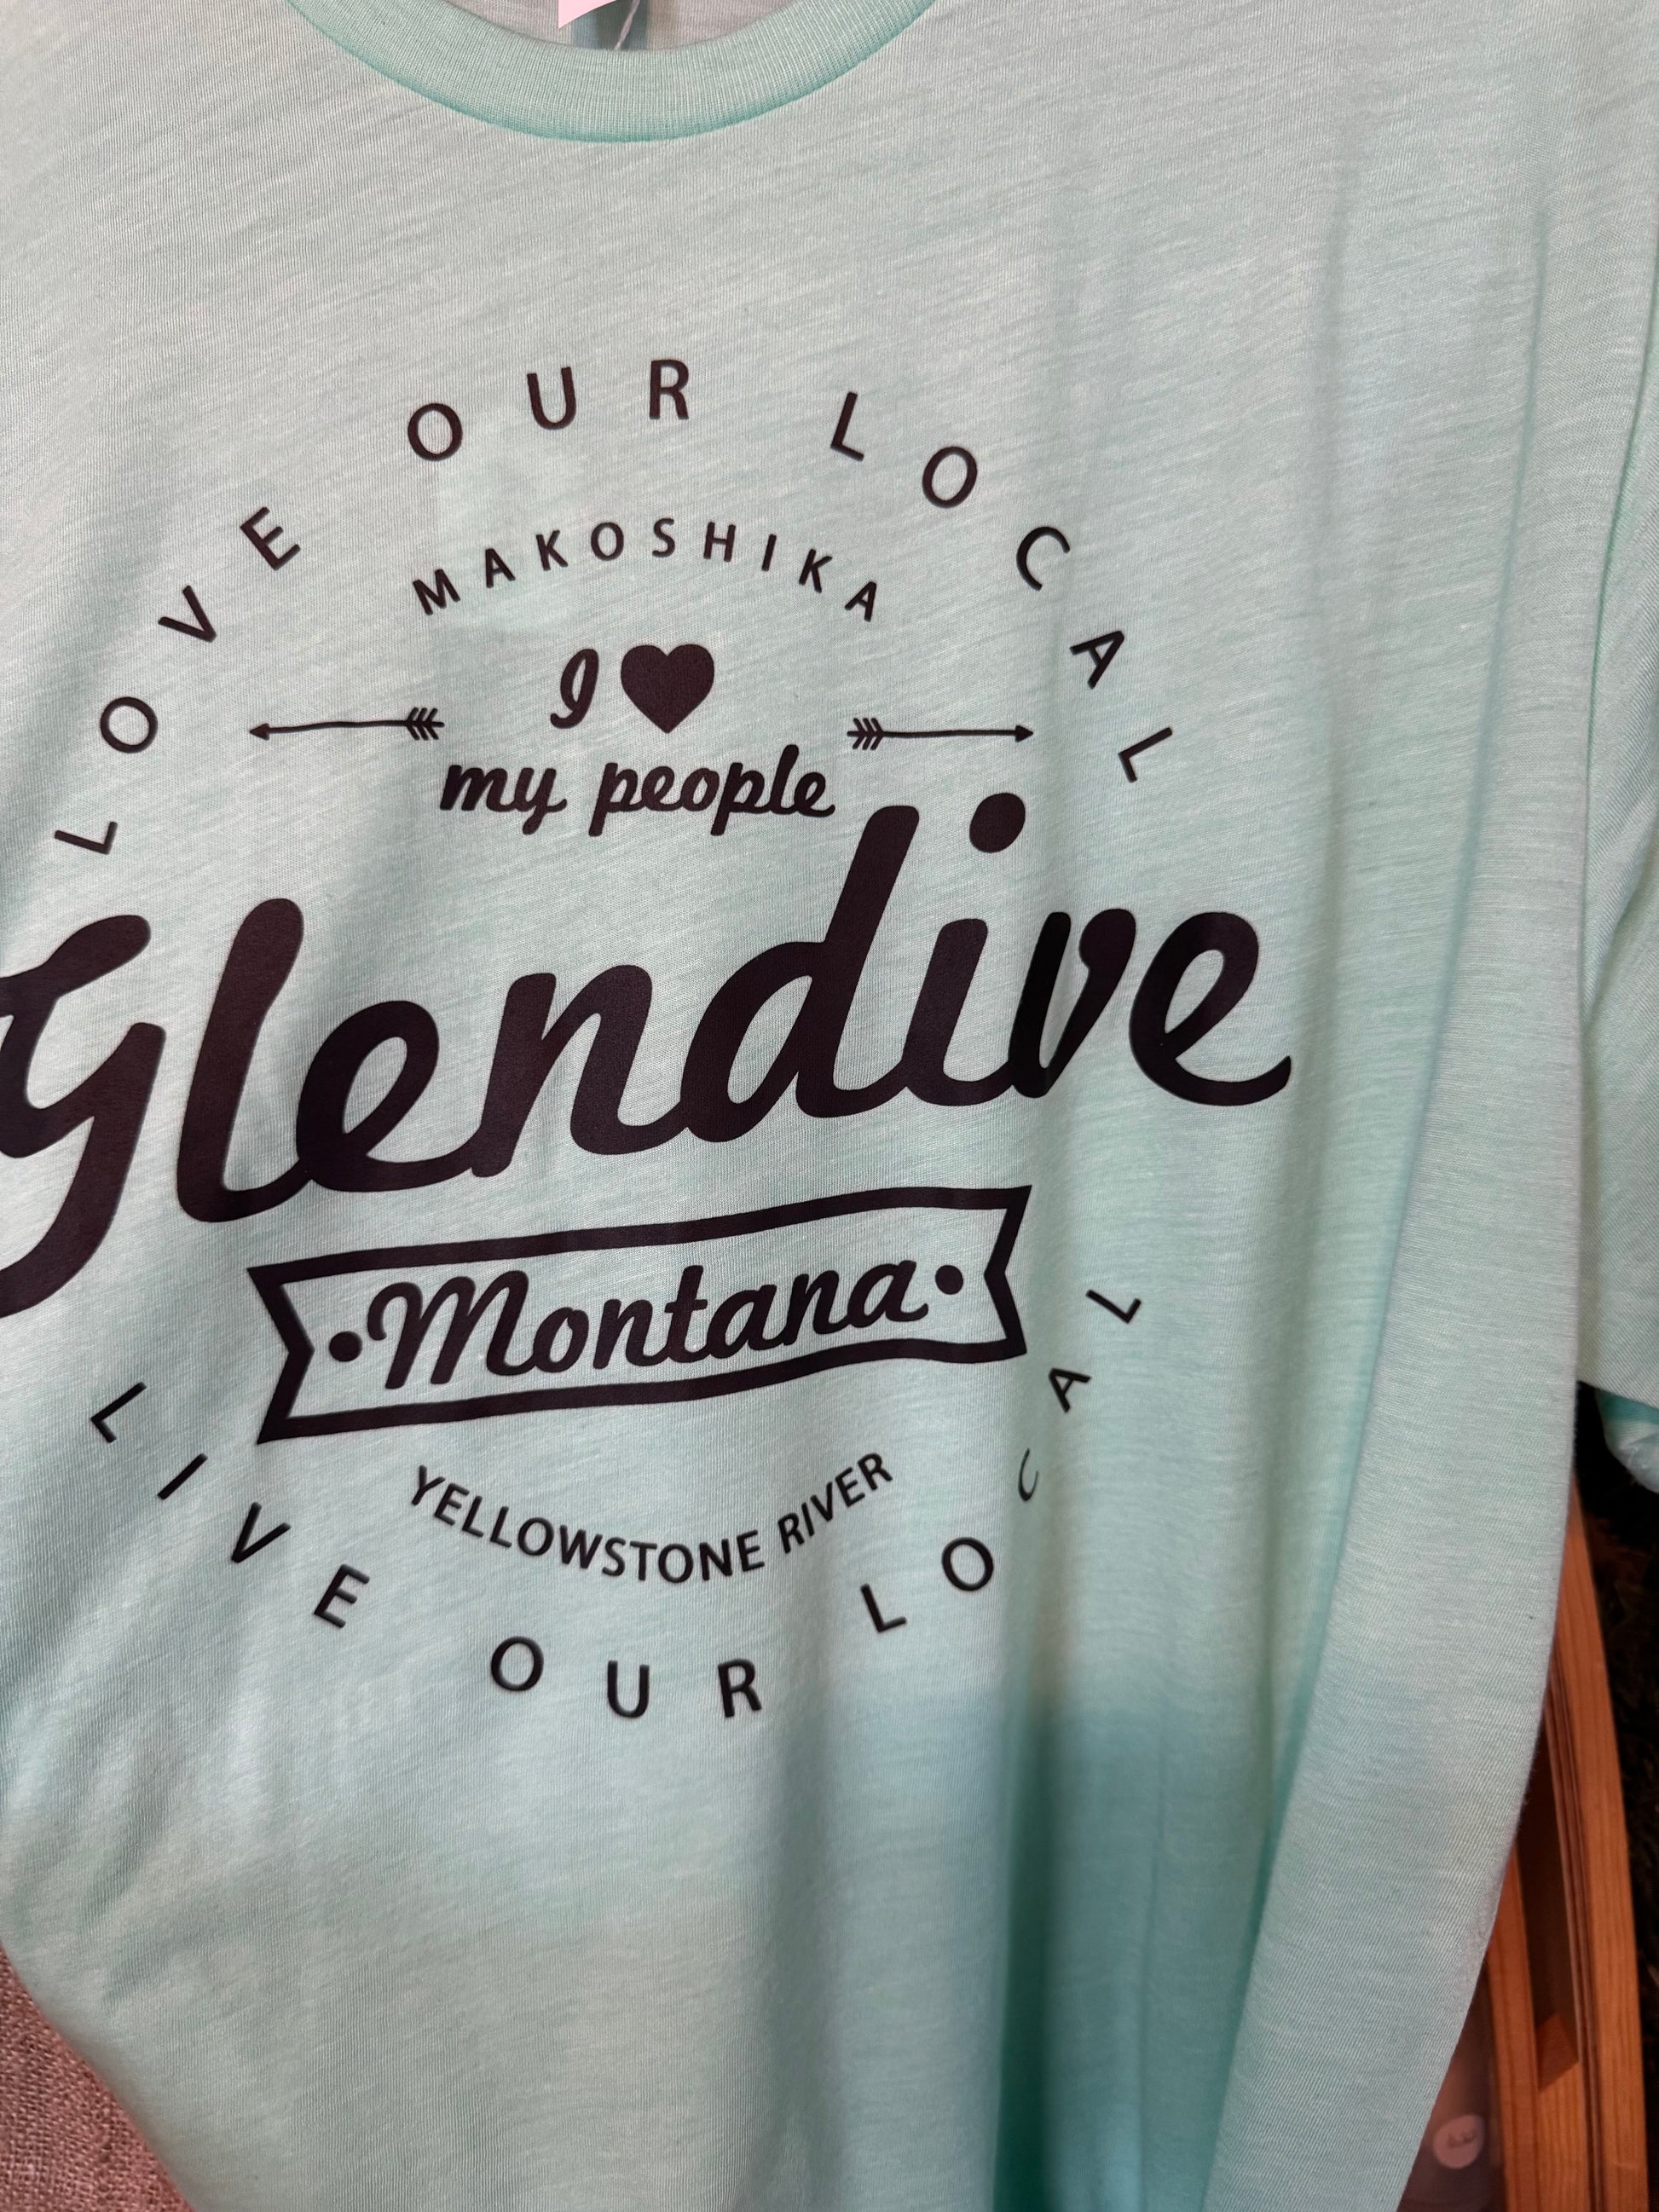 LOVE OUR LOCAL
MAKOSHIKA
I ♥
my people
Glendive
•Montana•
YELLOWSTONE RIVER
LIVE OUR LOCAL